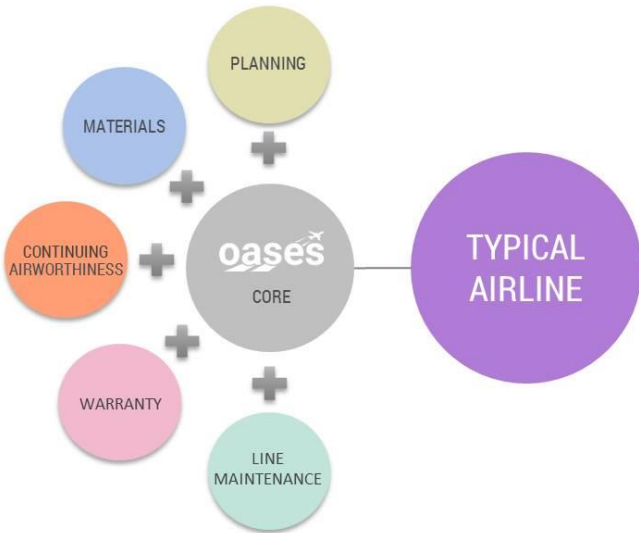 PLANNING
MATERIALS
CONTINUING
AIRWORTHINESS
oases
CORE
TYPICAL
AIRLINE
WARRANTY
LINE
MAINTENANCE